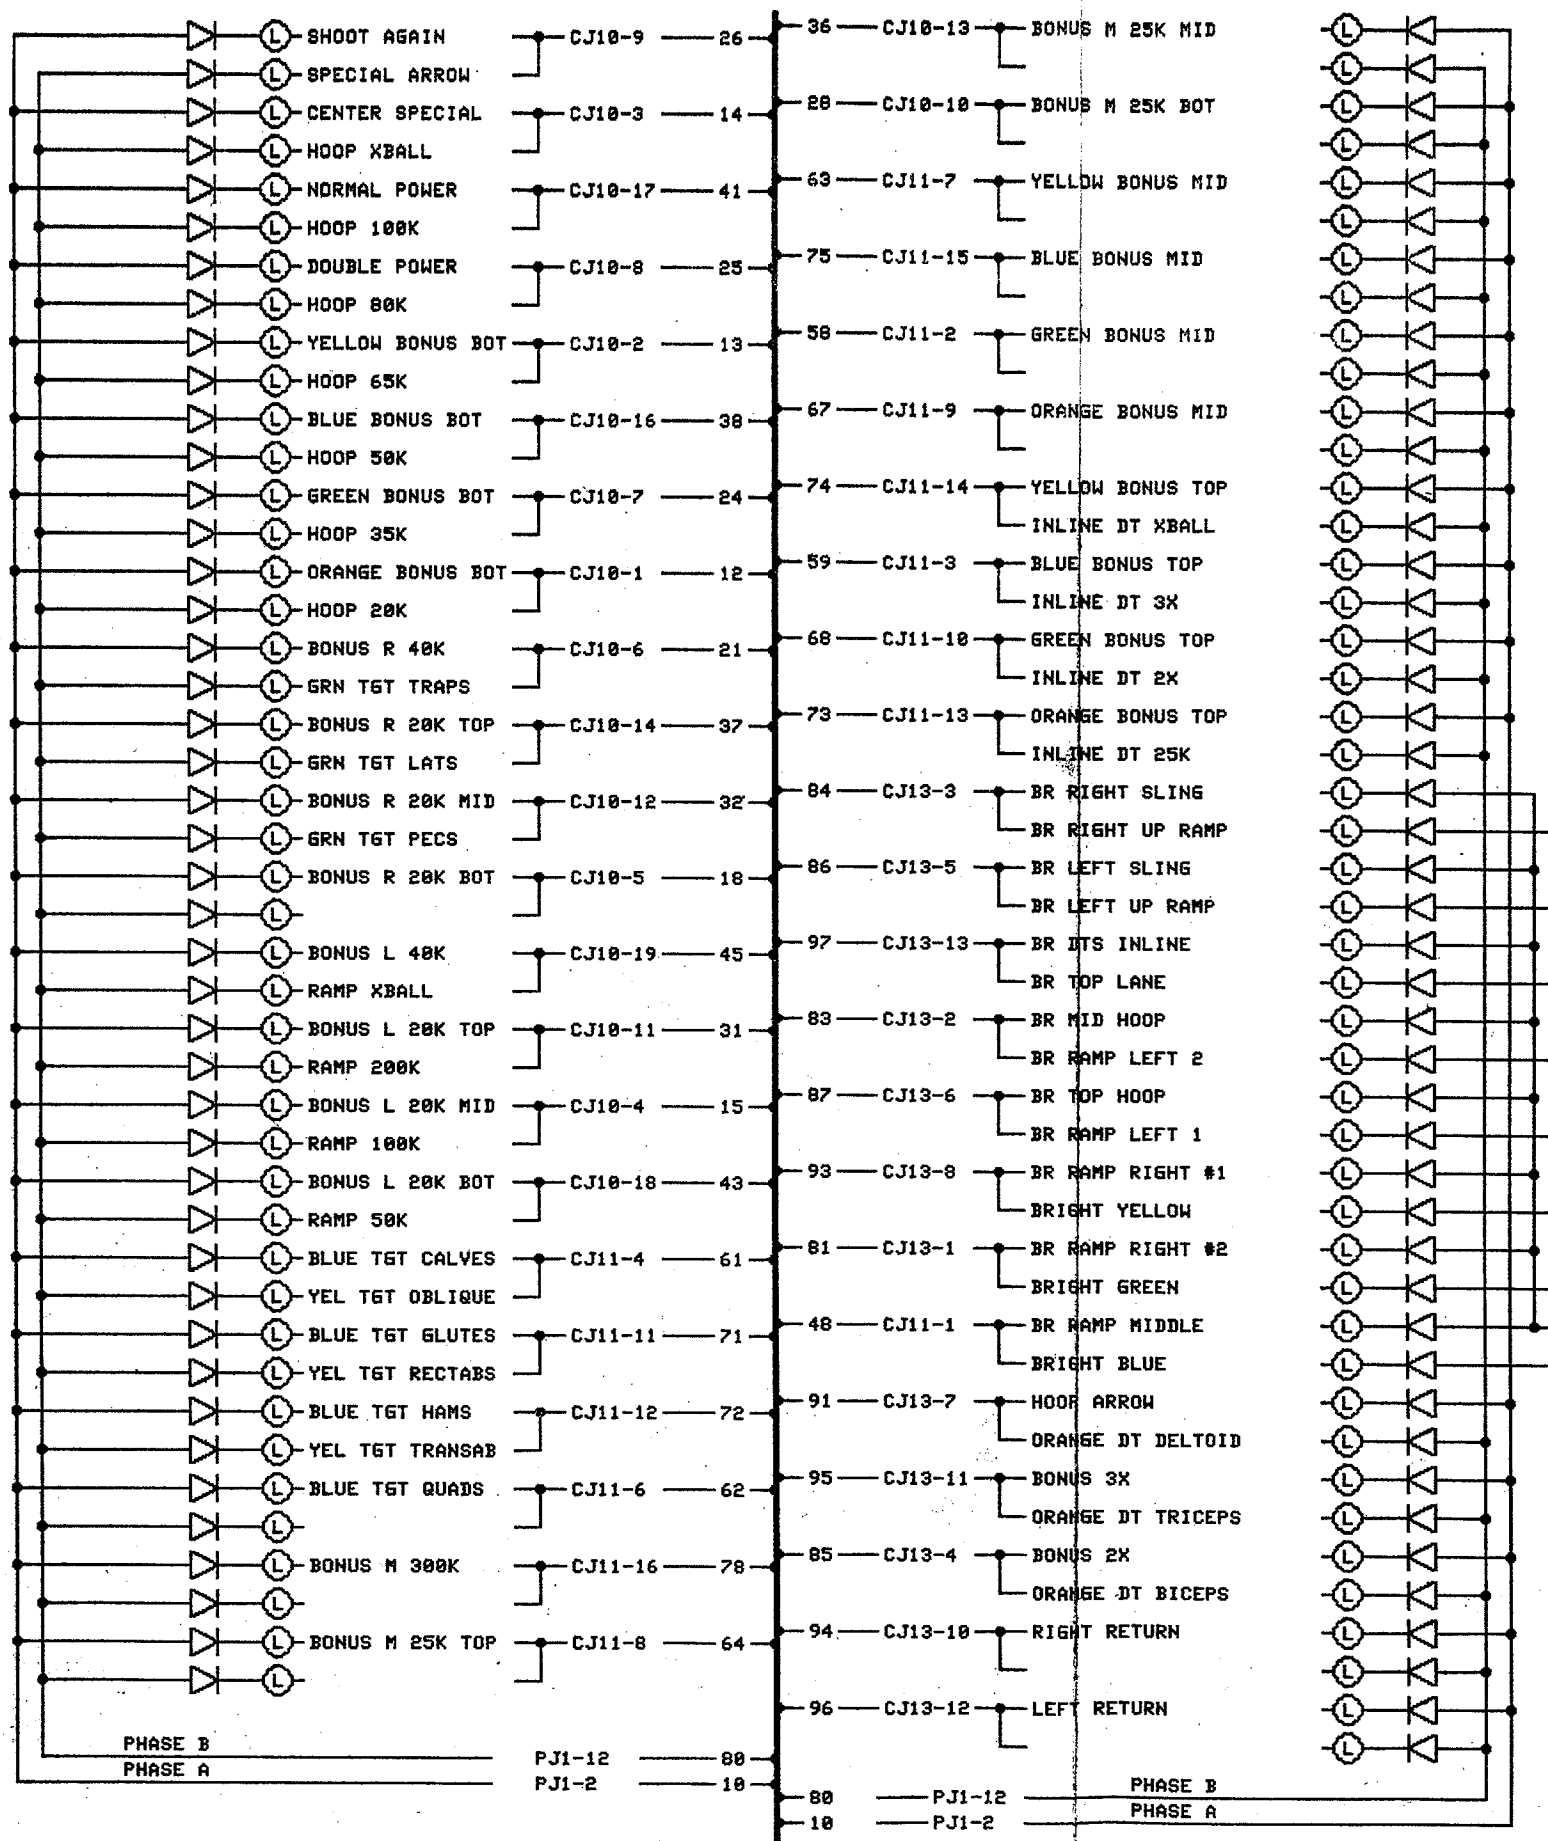 L SHOOT AGAIN CJ10-9 26
L SPECIAL ARROW
L CENTER SPECIAL CJ10-3 14
L HOOP XBALL
L NORMAL POWER CJ10-17 41
L HOOP 100K
L DOUBLE POWER CJ10-8 25
L HOOP 80K
L YELLOW BONUS BOT CJ10-2 13
L HOOP 65K
L BLUE BONUS BOT CJ10-16 38
L HOOP 50K
L GREEN BONUS BOT CJ10-7 24
L HOOP 35K
L ORANGE BONUS BOT CJ10-1 12
L HOOP 20K
L BONUS R 40K CJ10-6 21
L GRN TGT TRAPS
L BONUS R 20K TOP CJ10-14 37
L GRN TGT LATS
L BONUS R 20K MID CJ10-12 32
L GRN TGT PECS
L BONUS R 20K BOT CJ10-5 18
L
L BONUS L 40K CJ10-19 45
L RAMP XBALL
L BONUS L 20K TOP CJ10-11 31
L RAMP 200K
L BONUS L 20K MID CJ10-4 15
L RAMP 100K
L BONUS L 20K BOT CJ10-18 43
L RAMP 50K
L BLUE TGT CALVES CJ11-4 61
L YEL TGT OBLIQUE
L BLUE TGT GLUTES CJ11-11 71
L YEL TGT RECTABS
L BLUE TGT HAMS CJ11-12 72
L YEL TGT TRANSAB
L BLUE TGT QUADS CJ11-6 62
L
L BONUS M 300K CJ11-16 78
L
L BONUS M 25K TOP CJ11-8 64
L
PHASE B PJ1-12 80
PHASE A PJ1-2 10
36 CJ10-13 BONUS M 25K MID L
L
28 CJ10-10 BONUS M 25K BOT L
L
63 CJ11-7 YELLOW BONUS MID L
L
75 CJ11-15 BLUE BONUS MID L
L
58 CJ11-2 GREEN BONUS MID L
L
67 CJ11-9 ORANGE BONUS MID L
L
74 CJ11-14 YELLOW BONUS TOP L
INLINE DT XBALL L
59 CJ11-3 BLUE BONUS TOP L
INLINE DT 3X L
68 CJ11-10 GREEN BONUS TOP L
INLINE DT 2X L
73 CJ11-13 ORANGE BONUS TOP L
INLINE DT 25K L
84 CJ13-3 BR RIGHT SLING L
BR RIGHT UP RAMP L
86 CJ13-5 BR LEFT SLING L
BR LEFT UP RAMP L
97 CJ13-13 BR DTS INLINE L
BR TOP LANE L
83 CJ13-2 BR MID HOOP L
BR RAMP LEFT 2 L
87 CJ13-6 BR TOP HOOP L
BR RAMP LEFT 1 L
93 CJ13-8 BR RAMP RIGHT #1 L
BRIGHT YELLOW L
81 CJ13-1 BR RAMP RIGHT #2 L
BRIGHT GREEN L
48 CJ11-1 BR RAMP MIDDLE L
BRIGHT BLUE L
91 CJ13-7 HOOP ARROW L
ORANGE DT DELTOID L
95 CJ13-11 BONUS 3X L
ORANGE DT TRICEPS L
85 CJ13-4 BONUS 2X L
ORANGE DT BICEPS L
94 CJ13-10 RIGHT RETURN L
L
96 CJ13-12 LEFT RETURN L
L
80 PJ1-12 PHASE B
10 PJ1-2 PHASE A